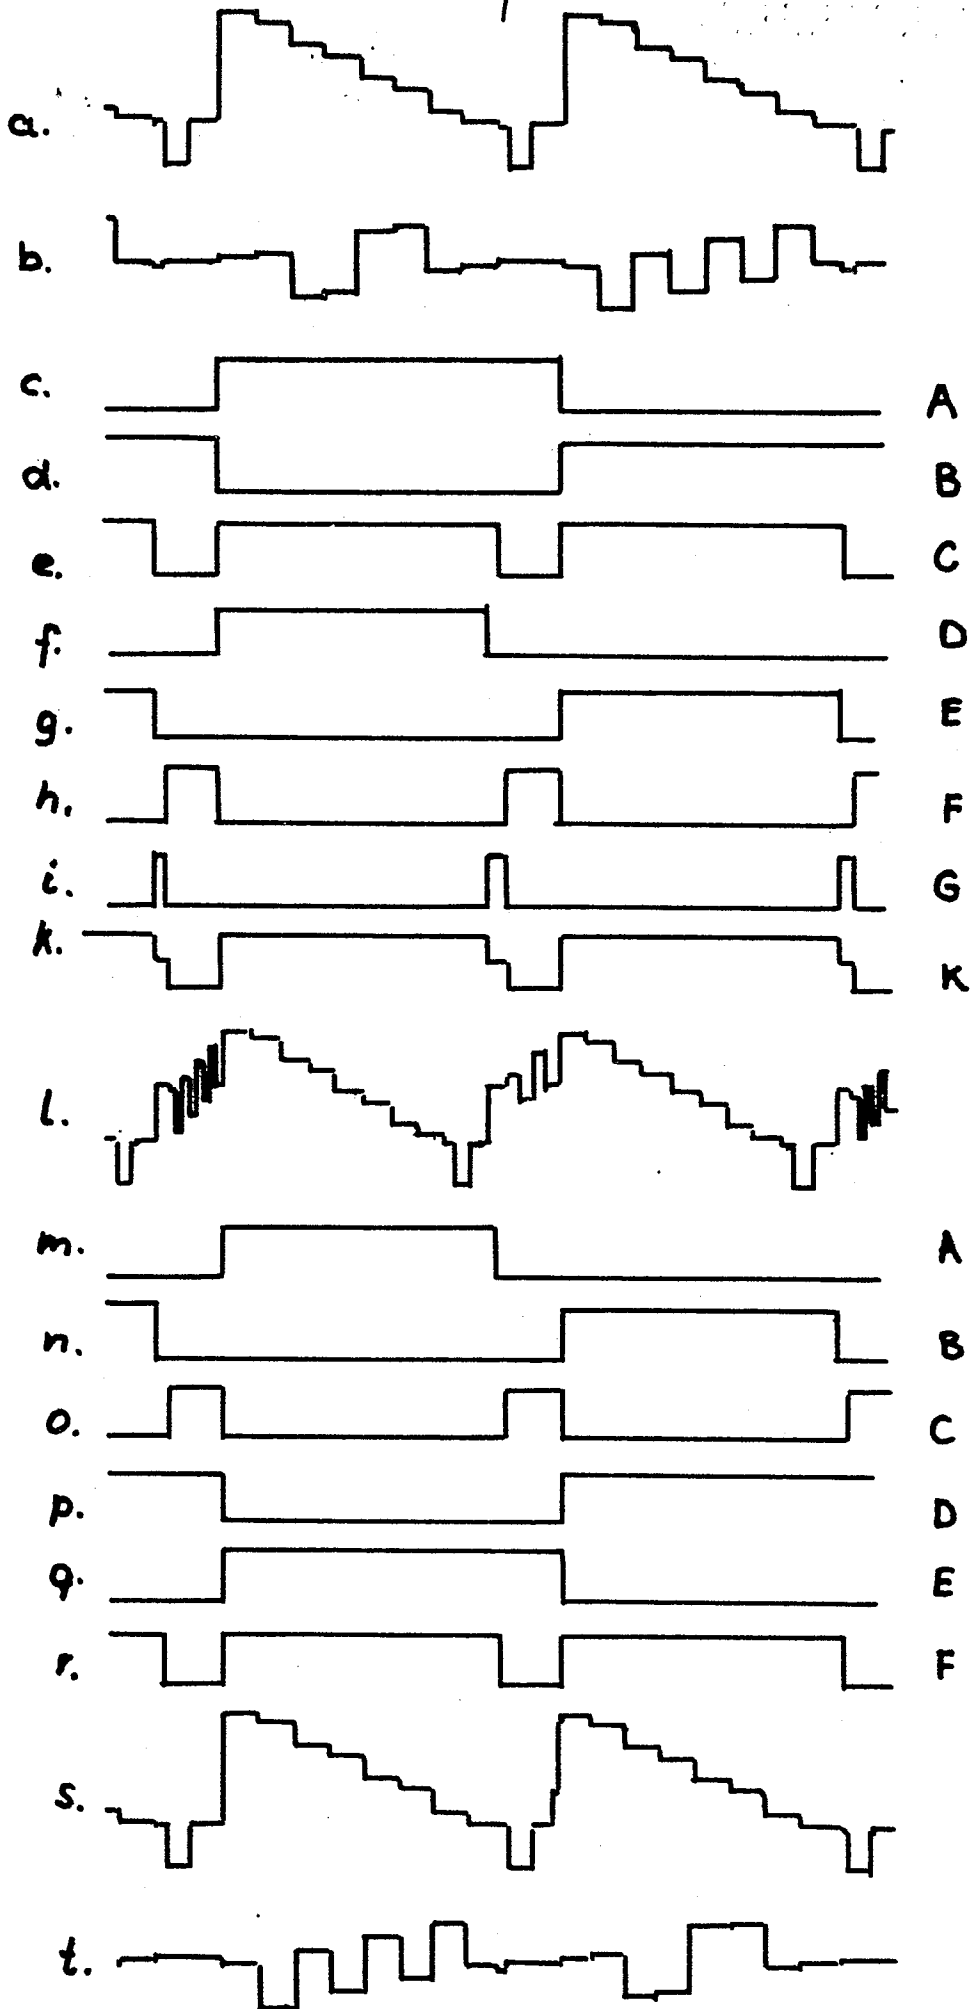 a.
b.
c. A
d. B
e. C
f. D
g. E
h. F
i. G
k. K
l.
m. A
n. B
o. C
p. D
q. E
r. F
s.
t.